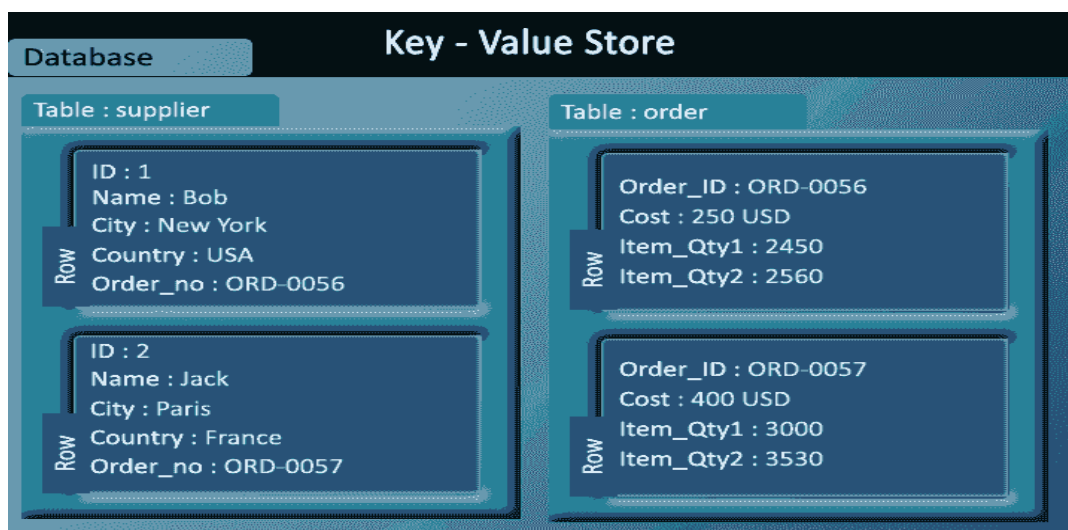 Key - Value Store
Database
Table : supplier
ID : 1
Name : Bob
City : New York
Country : USA
Order_no : ORD-0056
Row
ID : 2
Name : Jack
City : Paris
Country : France
Order_no : ORD-0057
Row
Table : order
Order_ID : ORD-0056
Cost : 250 USD
Item_Qty1 : 2450
Item_Qty2 : 2560
Row
Order_ID : ORD-0057
Cost : 400 USD
Item_Qty1 : 3000
Item_Qty2 : 3530
Row